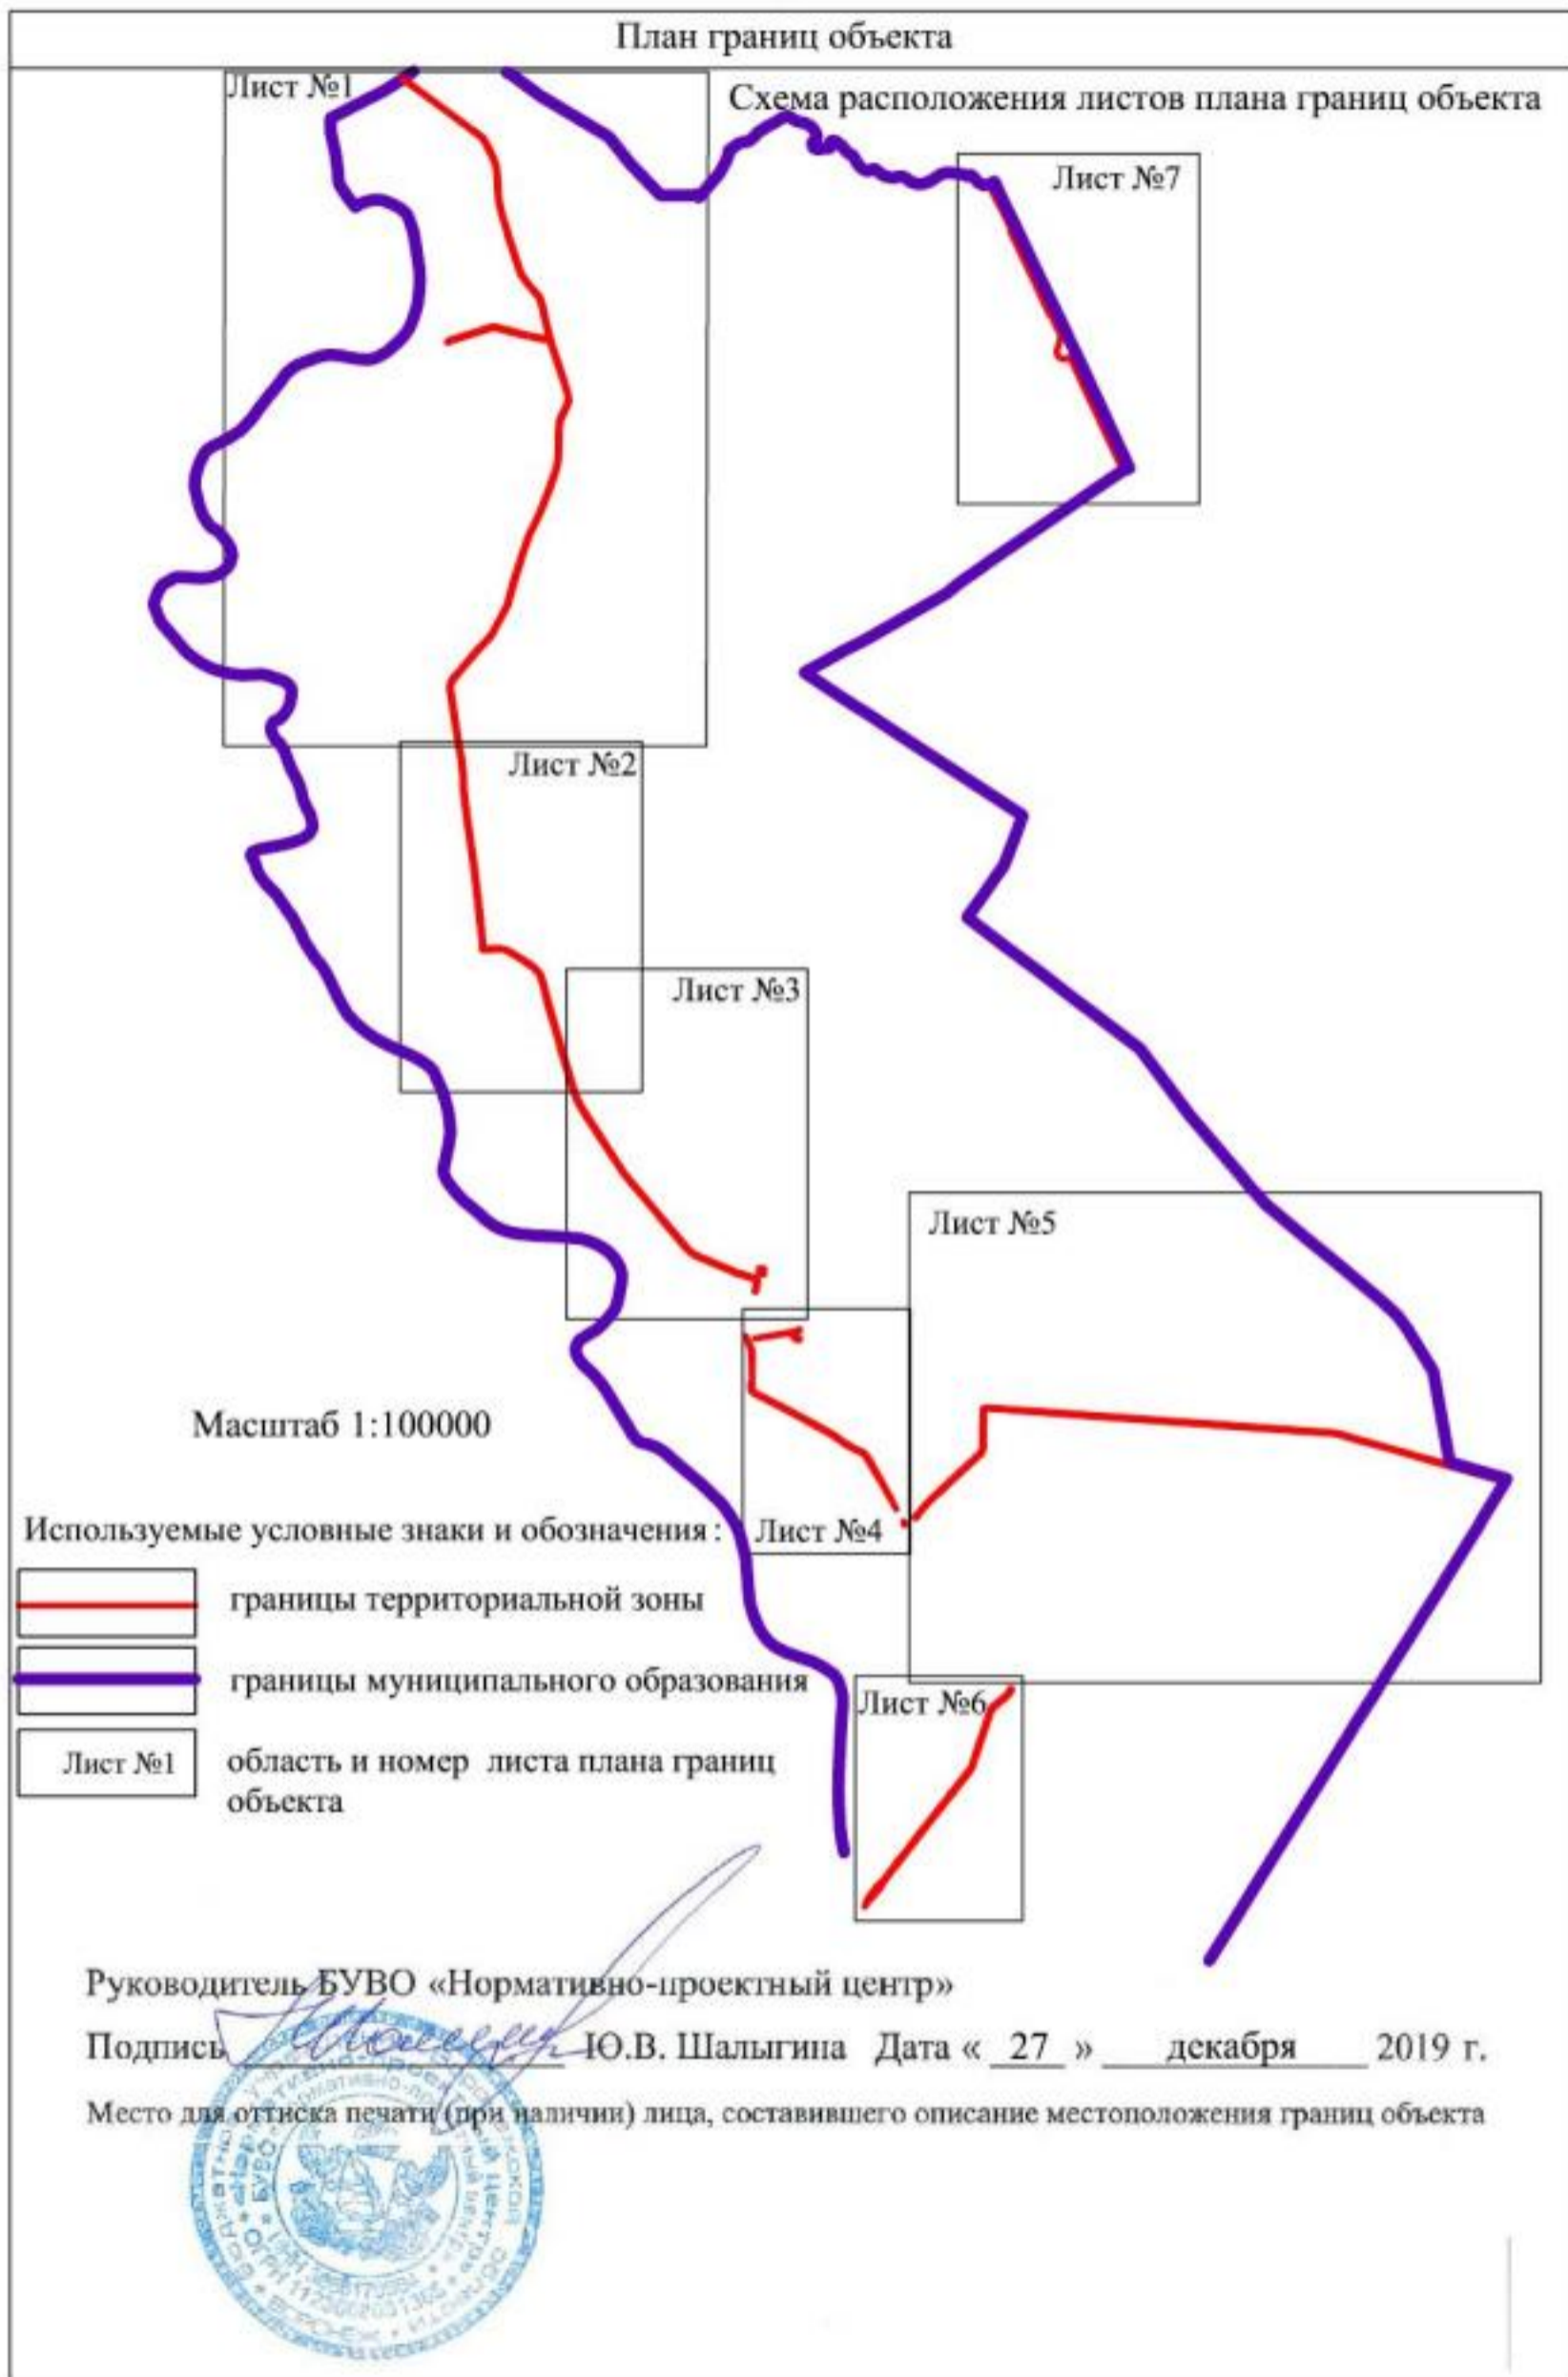 План границ объекта
Лист №1
Схема расположения листов плана границ объекта
Лист №7
Лист №2
Лист №3
Лист №5
Масштаб 1:100000
Используемые условные знаки и обозначения:
Лист №4
границы территориальной зоны
границы муниципального образования
Лист №6
Лист №1
область и номер листа плана границ
объекта
Руководитель БУВО «Нормативно-проектный центр»
Подпись Ю.В. Шалыгина Дата « 27 » декабря 2019 г.
Место для оттиска печати (при наличии) лица, составившего описание местоположения границ объекта